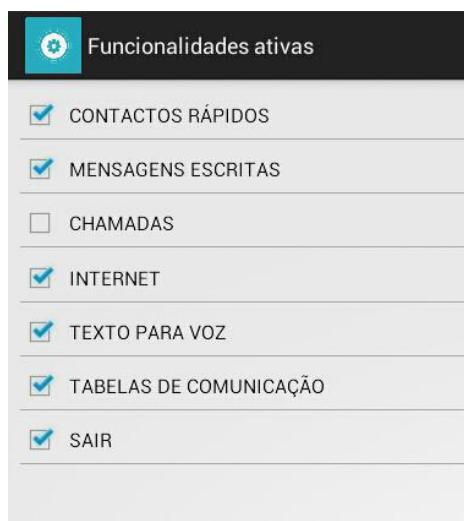 Funcionalidades ativas
CONTACTOS RÁPIDOS
MENSAGENS ESCRITAS
CHAMADAS
INTERNET
TEXTO PARA VOZ
TABELAS DE COMUNICAÇÃO
SAIR